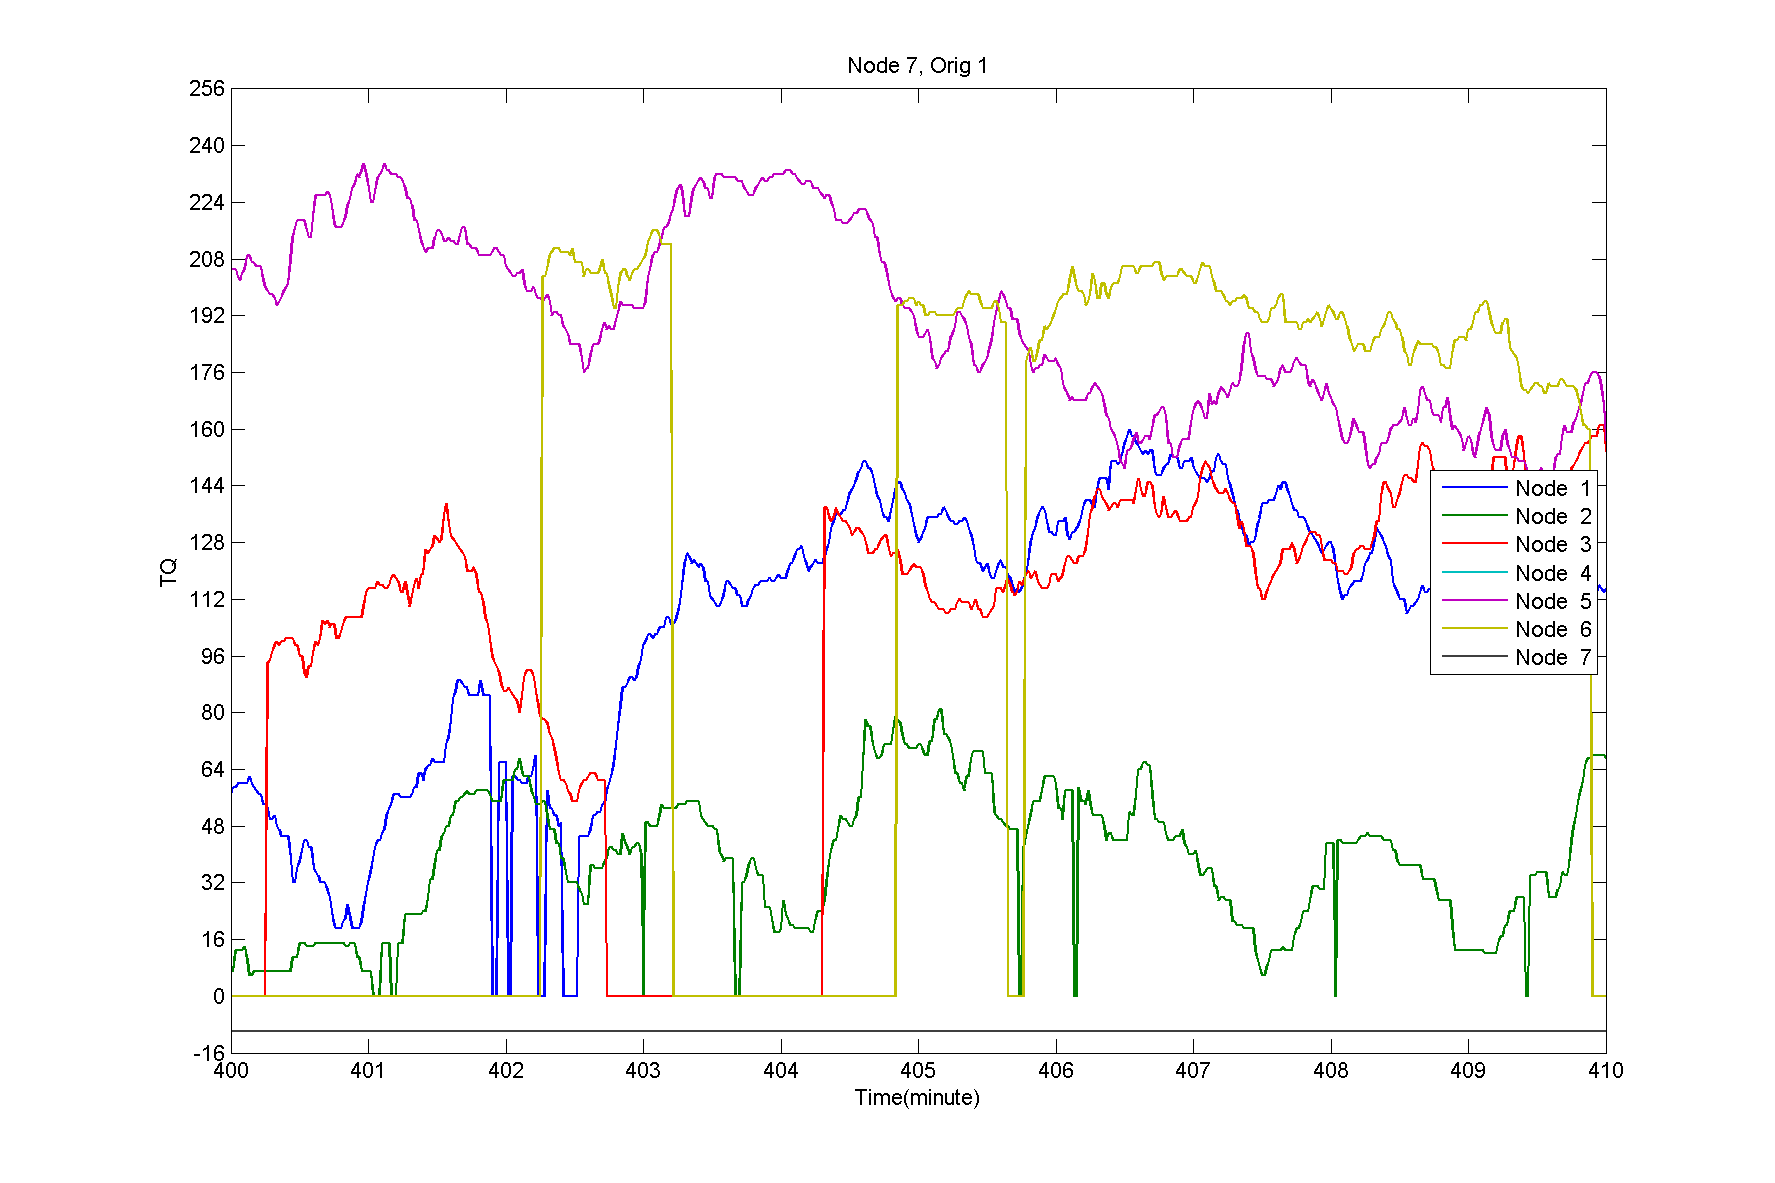 Node 7, Orig 1
256
240
224
208
192
176
160
144
128
112
96
80
64
48
32
16
0
-16
TQ
400 401 402 403 404 405 406 407 408 409 410
Time(minute)
Node 1
Node 2
Node 3
Node 4
Node 5
Node 6
Node 7